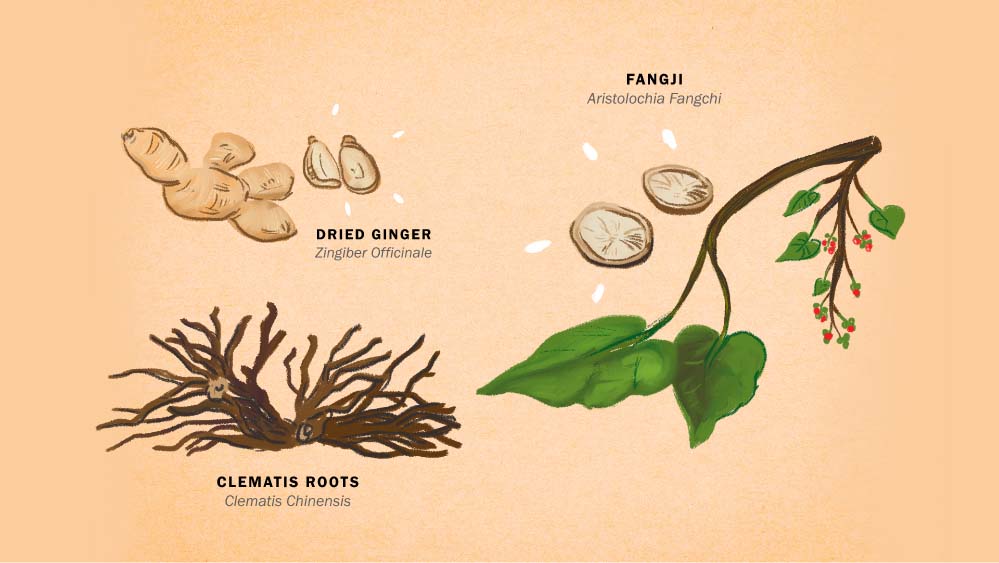 FANGJI
Aristolochia Fangchi
DRIED GINGER
Zingiber Officinale
CLEMATIS ROOTS
Clematis Chinensis